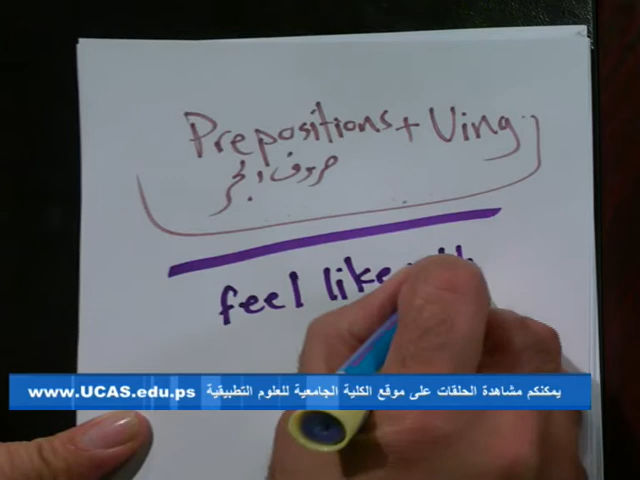 Prepositions + Ving
حروف الجر
feel like
www.UCAS.edu.ps يمكنكم مشاهدة الحلقات على موقع الكلية الجامعية للعلوم التطبيقية